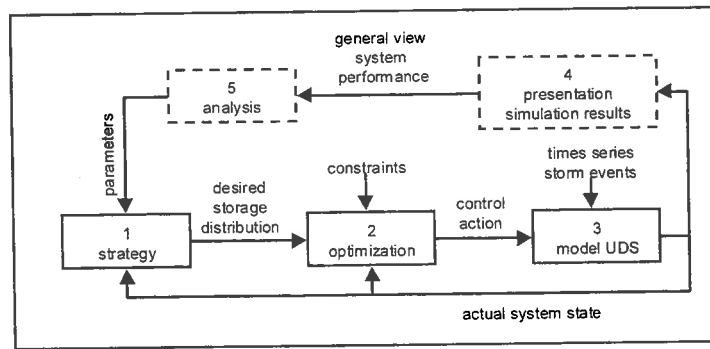 general view
system
performance
5
analysis
4
presentation
simulation results
parameters
desired
storage
distribution
constraints
control
action
times series
storm events
1
strategy
2
optimization
3
model UDS
actual system state